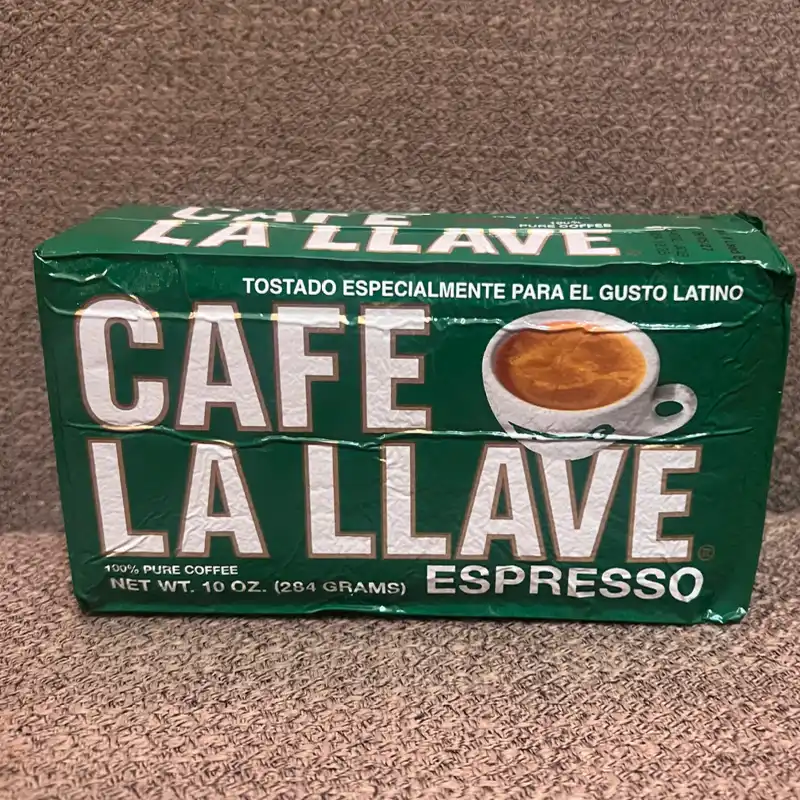 CAFE
LA LLAVE
100%
PURE COFFEE
TOSTADO ESPECIALMENTE PARA EL GUSTO LATINO
CAFE
LA LLAVE
®
100% PURE COFFEE
NET WT. 10 OZ. (284 GRAMS)
ESPRESSO